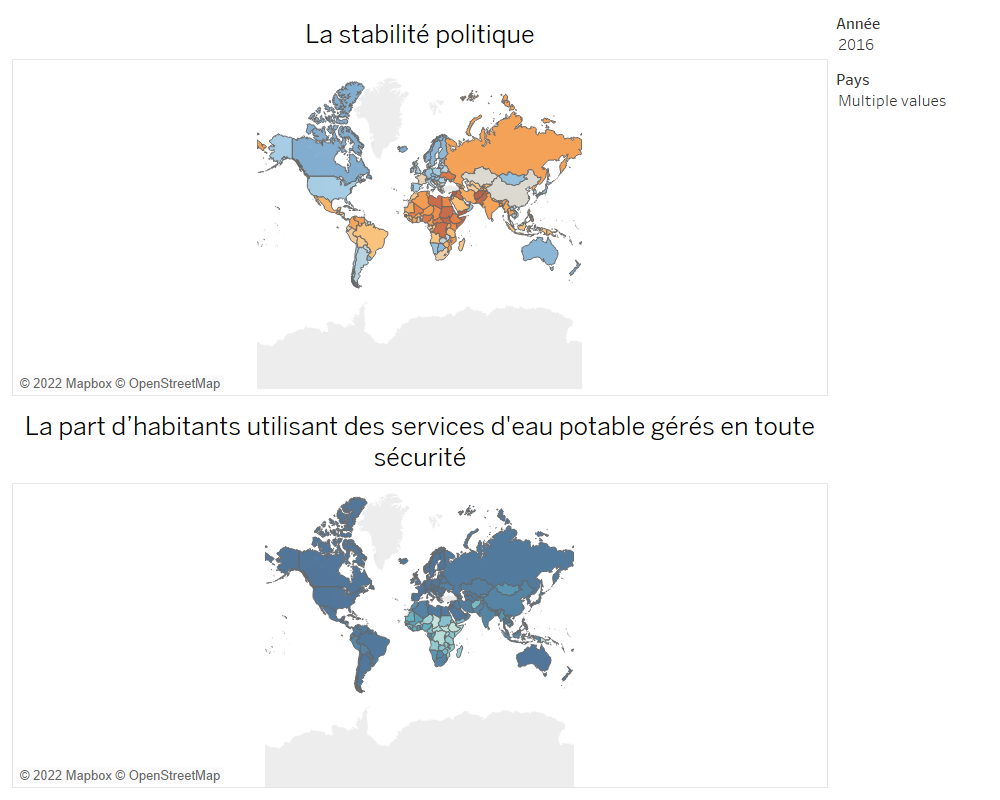 La stabilité politique
Année
2016
Pays
Multiple values
© 2022 Mapbox © OpenStreetMap
La part d’habitants utilisant des services d'eau potable gérés en toute
sécurité
© 2022 Mapbox © OpenStreetMap